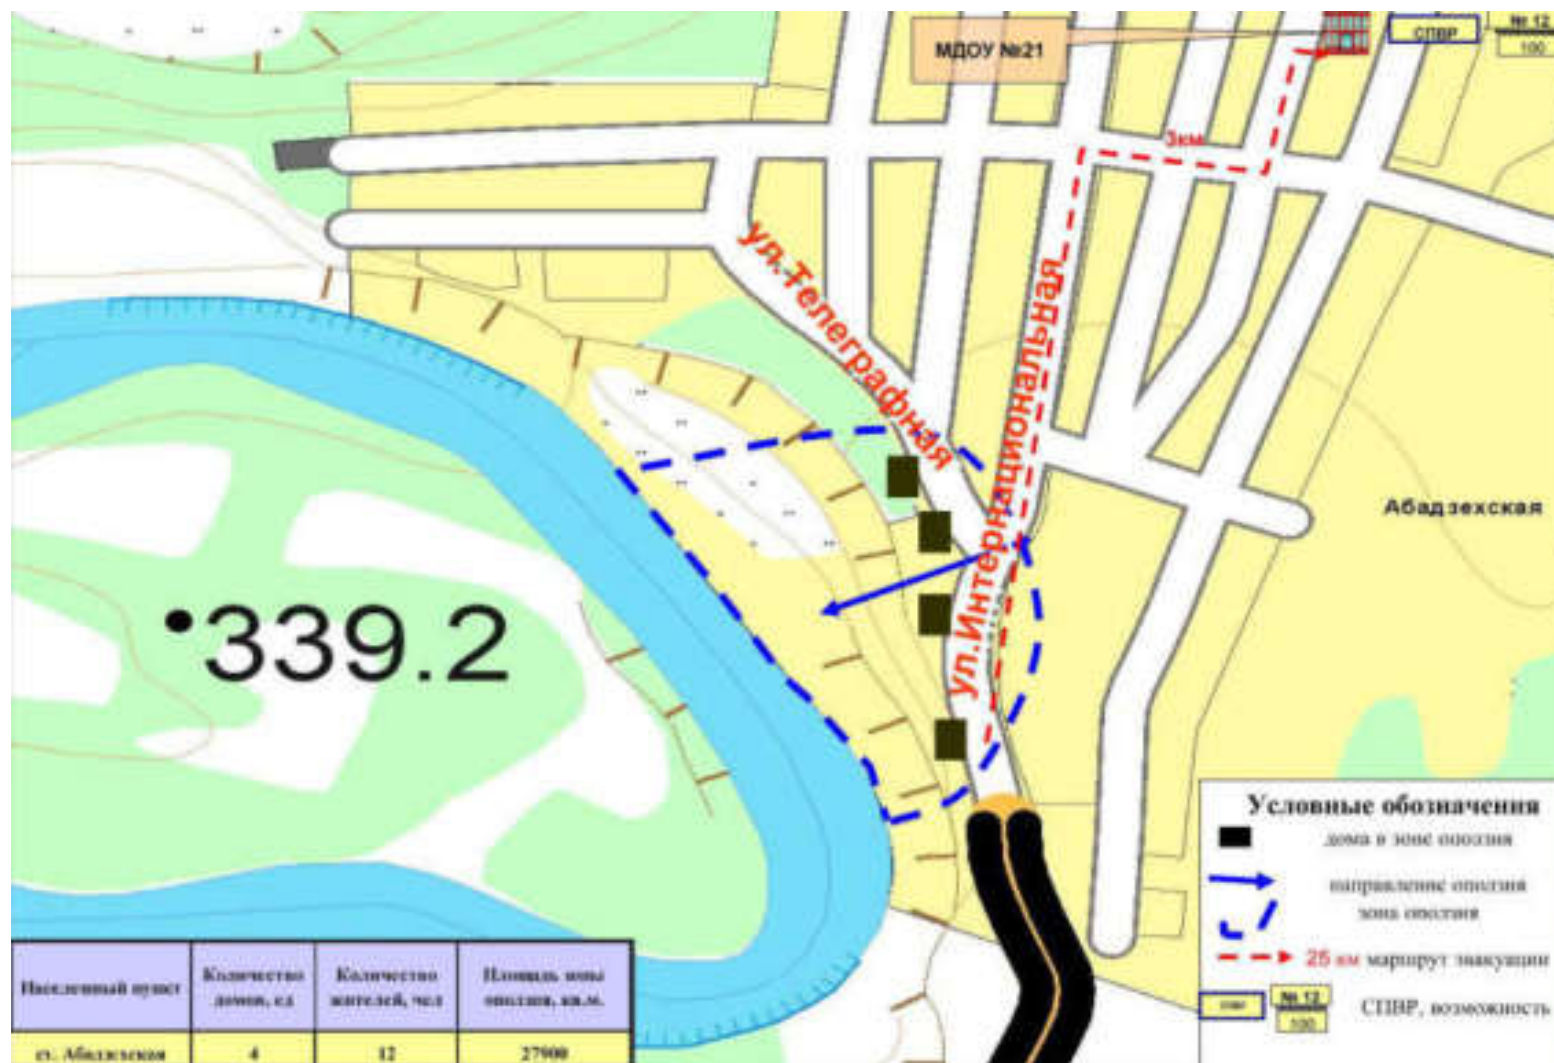 МДОУ №21
СПВР
№ 12
100
3км
ул.Телеграфная
ул.Интернациональная
Абадзехская
339.2
Условные обозначения
дома в зоне оползня
направление оползня
зона оползня
25 км маршрут эвакуации
СПВР
№ 12
100
СПВР, возможность
Населенный пункт
Количество
домов, ед
Количество
жителей, чел
Площадь зоны
оползня, кв.м.
ст. Абадзехская
4
12
27900